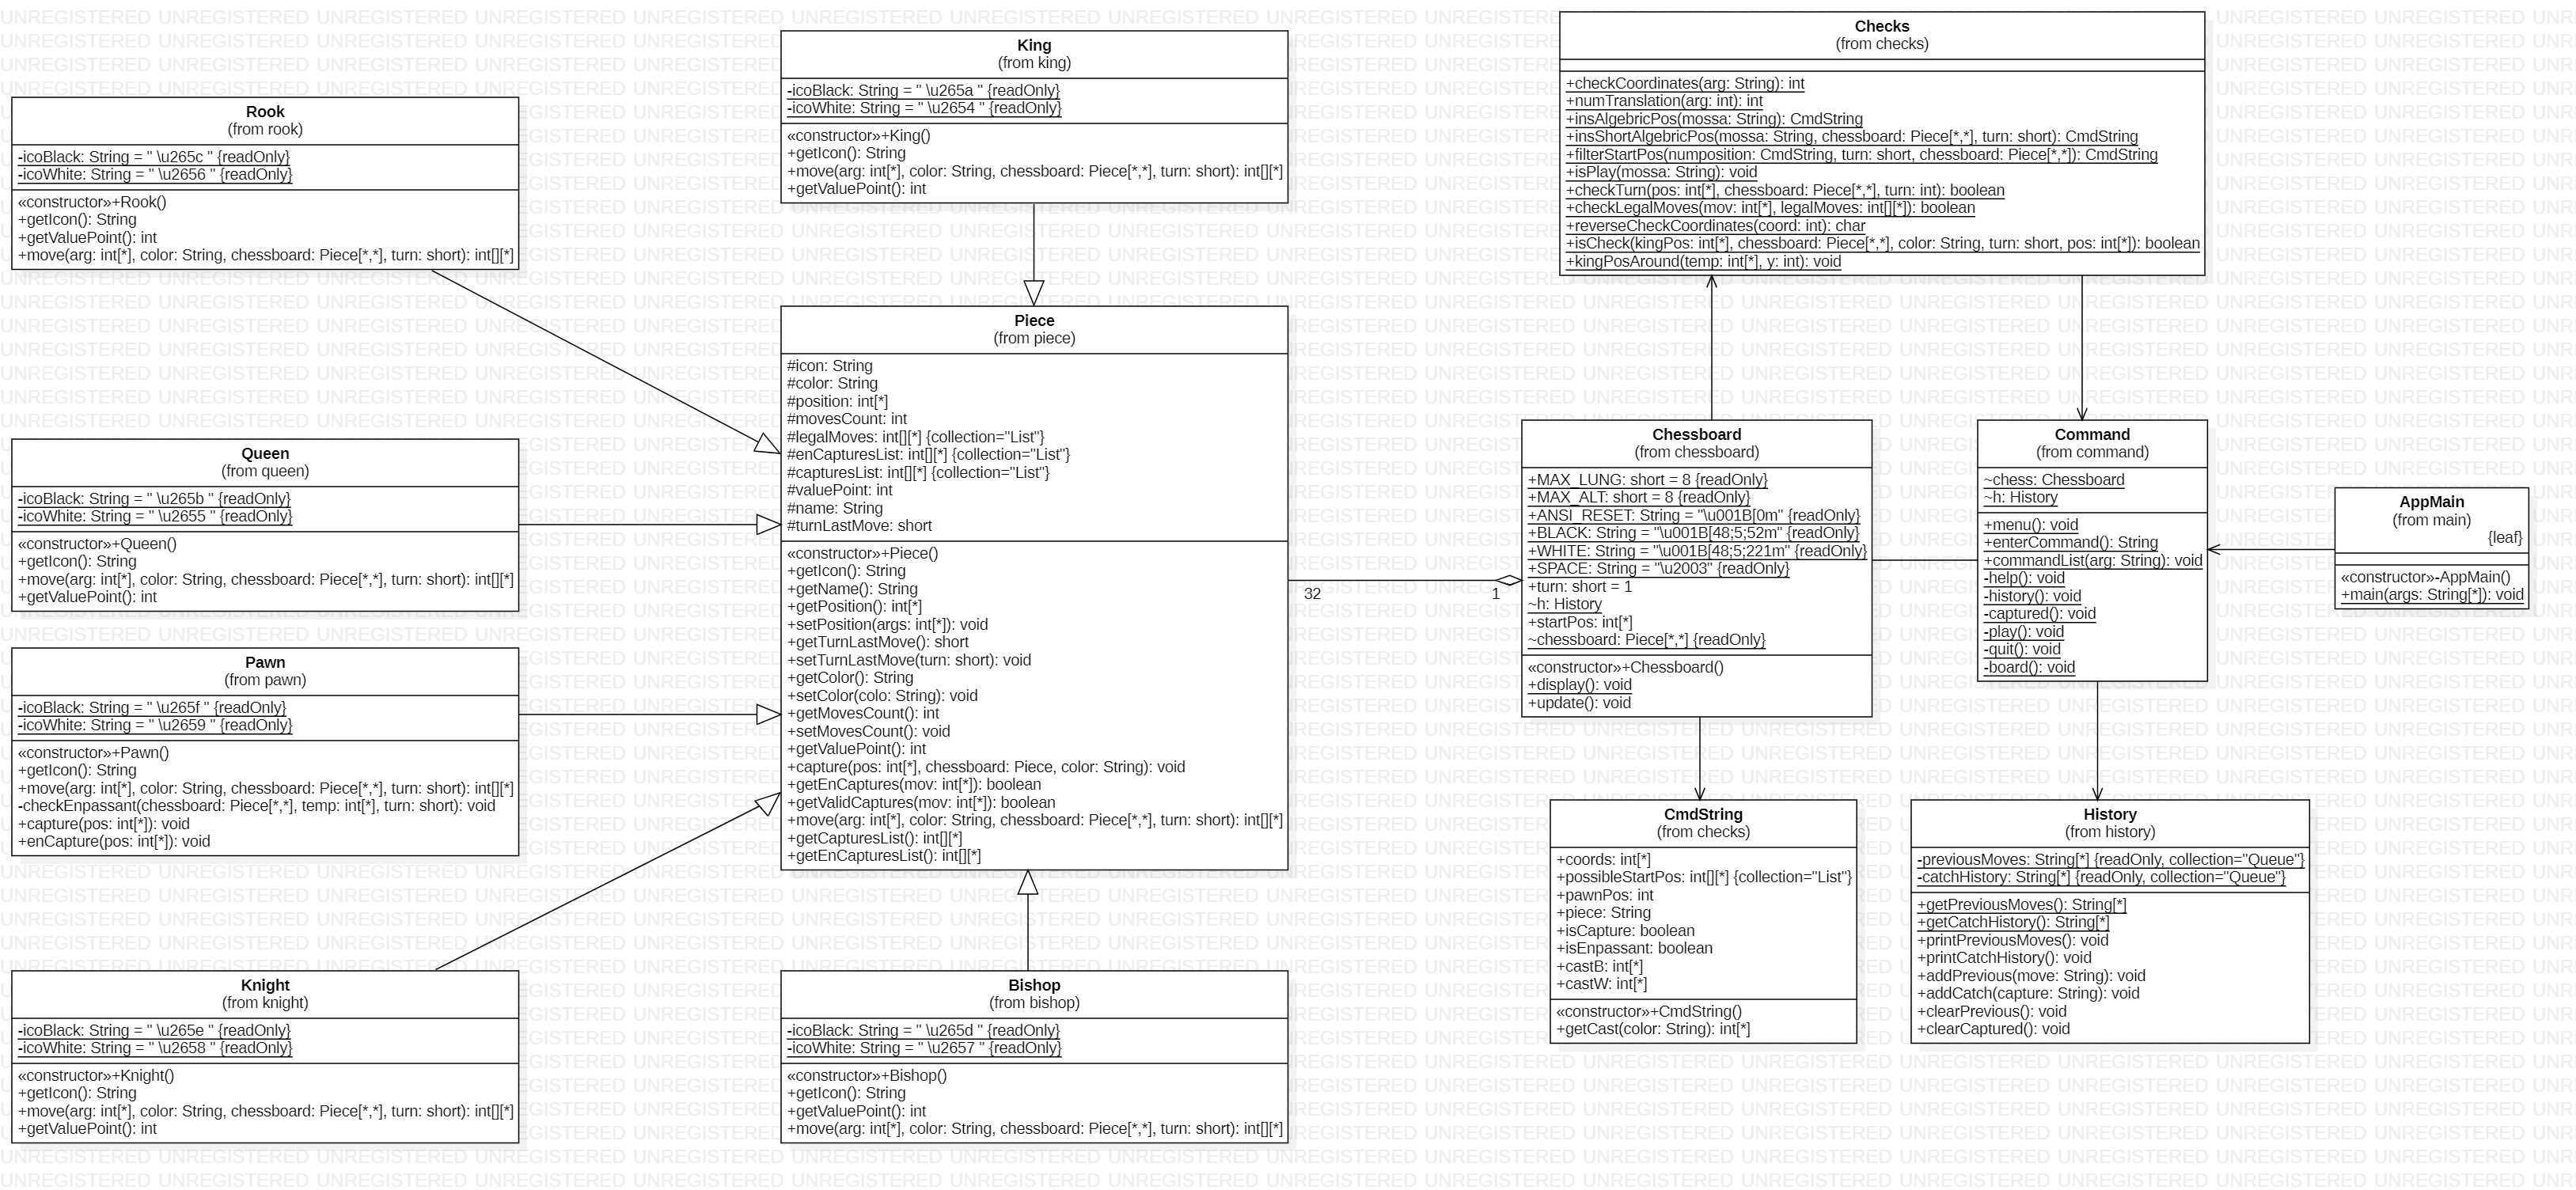 Rook
(from rook)
-icoBlack: String = " \u265c " {readOnly}
-icoWhite: String = " \u2656 " {readOnly}
«constructor»+Rook()
+getIcon(): String
+getValuePoint(): int
+move(arg: int[*], color: String, chessboard: Piece[*,*], turn: short): int[][*]
King
(from king)
-icoBlack: String = " \u265a " {readOnly}
-icoWhite: String = " \u2654 " {readOnly}
«constructor»+King()
+getIcon(): String
+move(arg: int[*], color: String, chessboard: Piece[*,*], turn: short): int[][*]
+getValuePoint(): int
Checks
(from checks)
+checkCoordinates(arg: String): int
+numTranslation(arg: int): int
+insAlgebricPos(mossa: String): CmdString
+insShortAlgebricPos(mossa: String, chessboard: Piece[*,*], turn: short): CmdString
+filterStartPos(numposition: CmdString, turn: short, chessboard: Piece[*,*]): CmdString
+isPlay(mossa: String): void
+checkTurn(pos: int[*], chessboard: Piece[*,*], turn: int): boolean
+checkLegalMoves(mov: int[*], legalMoves: int[][*]): boolean
+reverseCheckCoordinates(coord: int): char
+isCheck(kingPos: int[*], chessboard: Piece[*,*], color: String, turn: short, pos: int[*]): boolean
+kingPosAround(temp: int[*], y: int): void
Queen
(from queen)
-icoBlack: String = " \u265b " {readOnly}
-icoWhite: String = " \u2655 " {readOnly}
«constructor»+Queen()
+getIcon(): String
+move(arg: int[*], color: String, chessboard: Piece[*,*], turn: short): int[][*]
+getValuePoint(): int
Pawn
(from pawn)
-icoBlack: String = " \u265f " {readOnly}
-icoWhite: String = " \u2659 " {readOnly}
«constructor»+Pawn()
+getIcon(): String
+move(arg: int[*], color: String, chessboard: Piece[*,*], turn: short): int[][*]
-checkEnpassant(chessboard: Piece[*,*], temp: int[*], turn: short): void
+capture(pos: int[*]): void
+enCapture(pos: int[*]): void
Knight
(from knight)
-icoBlack: String = " \u265e " {readOnly}
-icoWhite: String = " \u2658 " {readOnly}
«constructor»+Knight()
+getIcon(): String
+move(arg: int[*], color: String, chessboard: Piece[*,*], turn: short): int[][*]
+getValuePoint(): int
Piece
(from piece)
#icon: String
#color: String
#position: int[*]
#movesCount: int
#legalMoves: int[][*] {collection="List"}
#enCapturesList: int[][*] {collection="List"}
#capturesList: int[][*] {collection="List"}
#valuePoint: int
#name: String
#turnLastMove: short
«constructor»+Piece()
+getIcon(): String
+getName(): String
+getPosition(): int[*]
+setPosition(args: int[*]): void
+getTurnLastMove(): short
+setTurnLastMove(turn: short): void
+getColor(): String
+setColor(colo: String): void
+getMovesCount(): int
+setMovesCount(): void
+getValuePoint(): int
+capture(pos: int[*], chessboard: Piece, color: String): void
+getEnCaptures(mov: int[*]): boolean
+getValidCaptures(mov: int[*]): boolean
+move(arg: int[*], color: String, chessboard: Piece[*,*], turn: short): int[][*]
+getCapturesList(): int[][*]
+getEnCapturesList(): int[][*]
32
1
Bishop
(from bishop)
-icoBlack: String = " \u265d " {readOnly}
-icoWhite: String = " \u2657 " {readOnly}
«constructor»+Bishop()
+getIcon(): String
+getValuePoint(): int
+move(arg: int[*], color: String, chessboard: Piece[*,*], turn: short): int[][*]
Chessboard
(from chessboard)
+MAX_LUNG: short = 8 {readOnly}
+MAX_ALT: short = 8 {readOnly}
+ANSI_RESET: String = "\u001B[0m" {readOnly}
+BLACK: String = "\u001B[48;5;52m" {readOnly}
+WHITE: String = "\u001B[48;5;221m" {readOnly}
+SPACE: String = "\u2003" {readOnly}
+turn: short = 1
~h: History
+startPos: int[*]
~chessboard: Piece[*,*] {readOnly}
«constructor»+Chessboard()
+display(): void
+update(): void
Command
(from command)
~chess: Chessboard
~h: History
+menu(): void
+enterCommand(): String
+commandList(arg: String): void
-help(): void
-history(): void
-captured(): void
-play(): void
-quit(): void
-board(): void
AppMain
(from main)
{leaf}
«constructor»-AppMain()
+main(args: String[*]): void
CmdString
(from checks)
+coords: int[*]
+possibleStartPos: int[][*] {collection="List"}
+pawnPos: int
+piece: String
+isCapture: boolean
+isEnpassant: boolean
+castB: int[*]
+castW: int[*]
«constructor»+CmdString()
+getCast(color: String): int[*]
History
(from history)
-previousMoves: String[*] {readOnly, collection="Queue"}
-catchHistory: String[*] {readOnly, collection="Queue"}
+getPreviousMoves(): String[*]
+getCatchHistory(): String[*]
+printPreviousMoves(): void
+printCatchHistory(): void
+addPrevious(move: String): void
+addCatch(capture: String): void
+clearPrevious(): void
+clearCaptured(): void